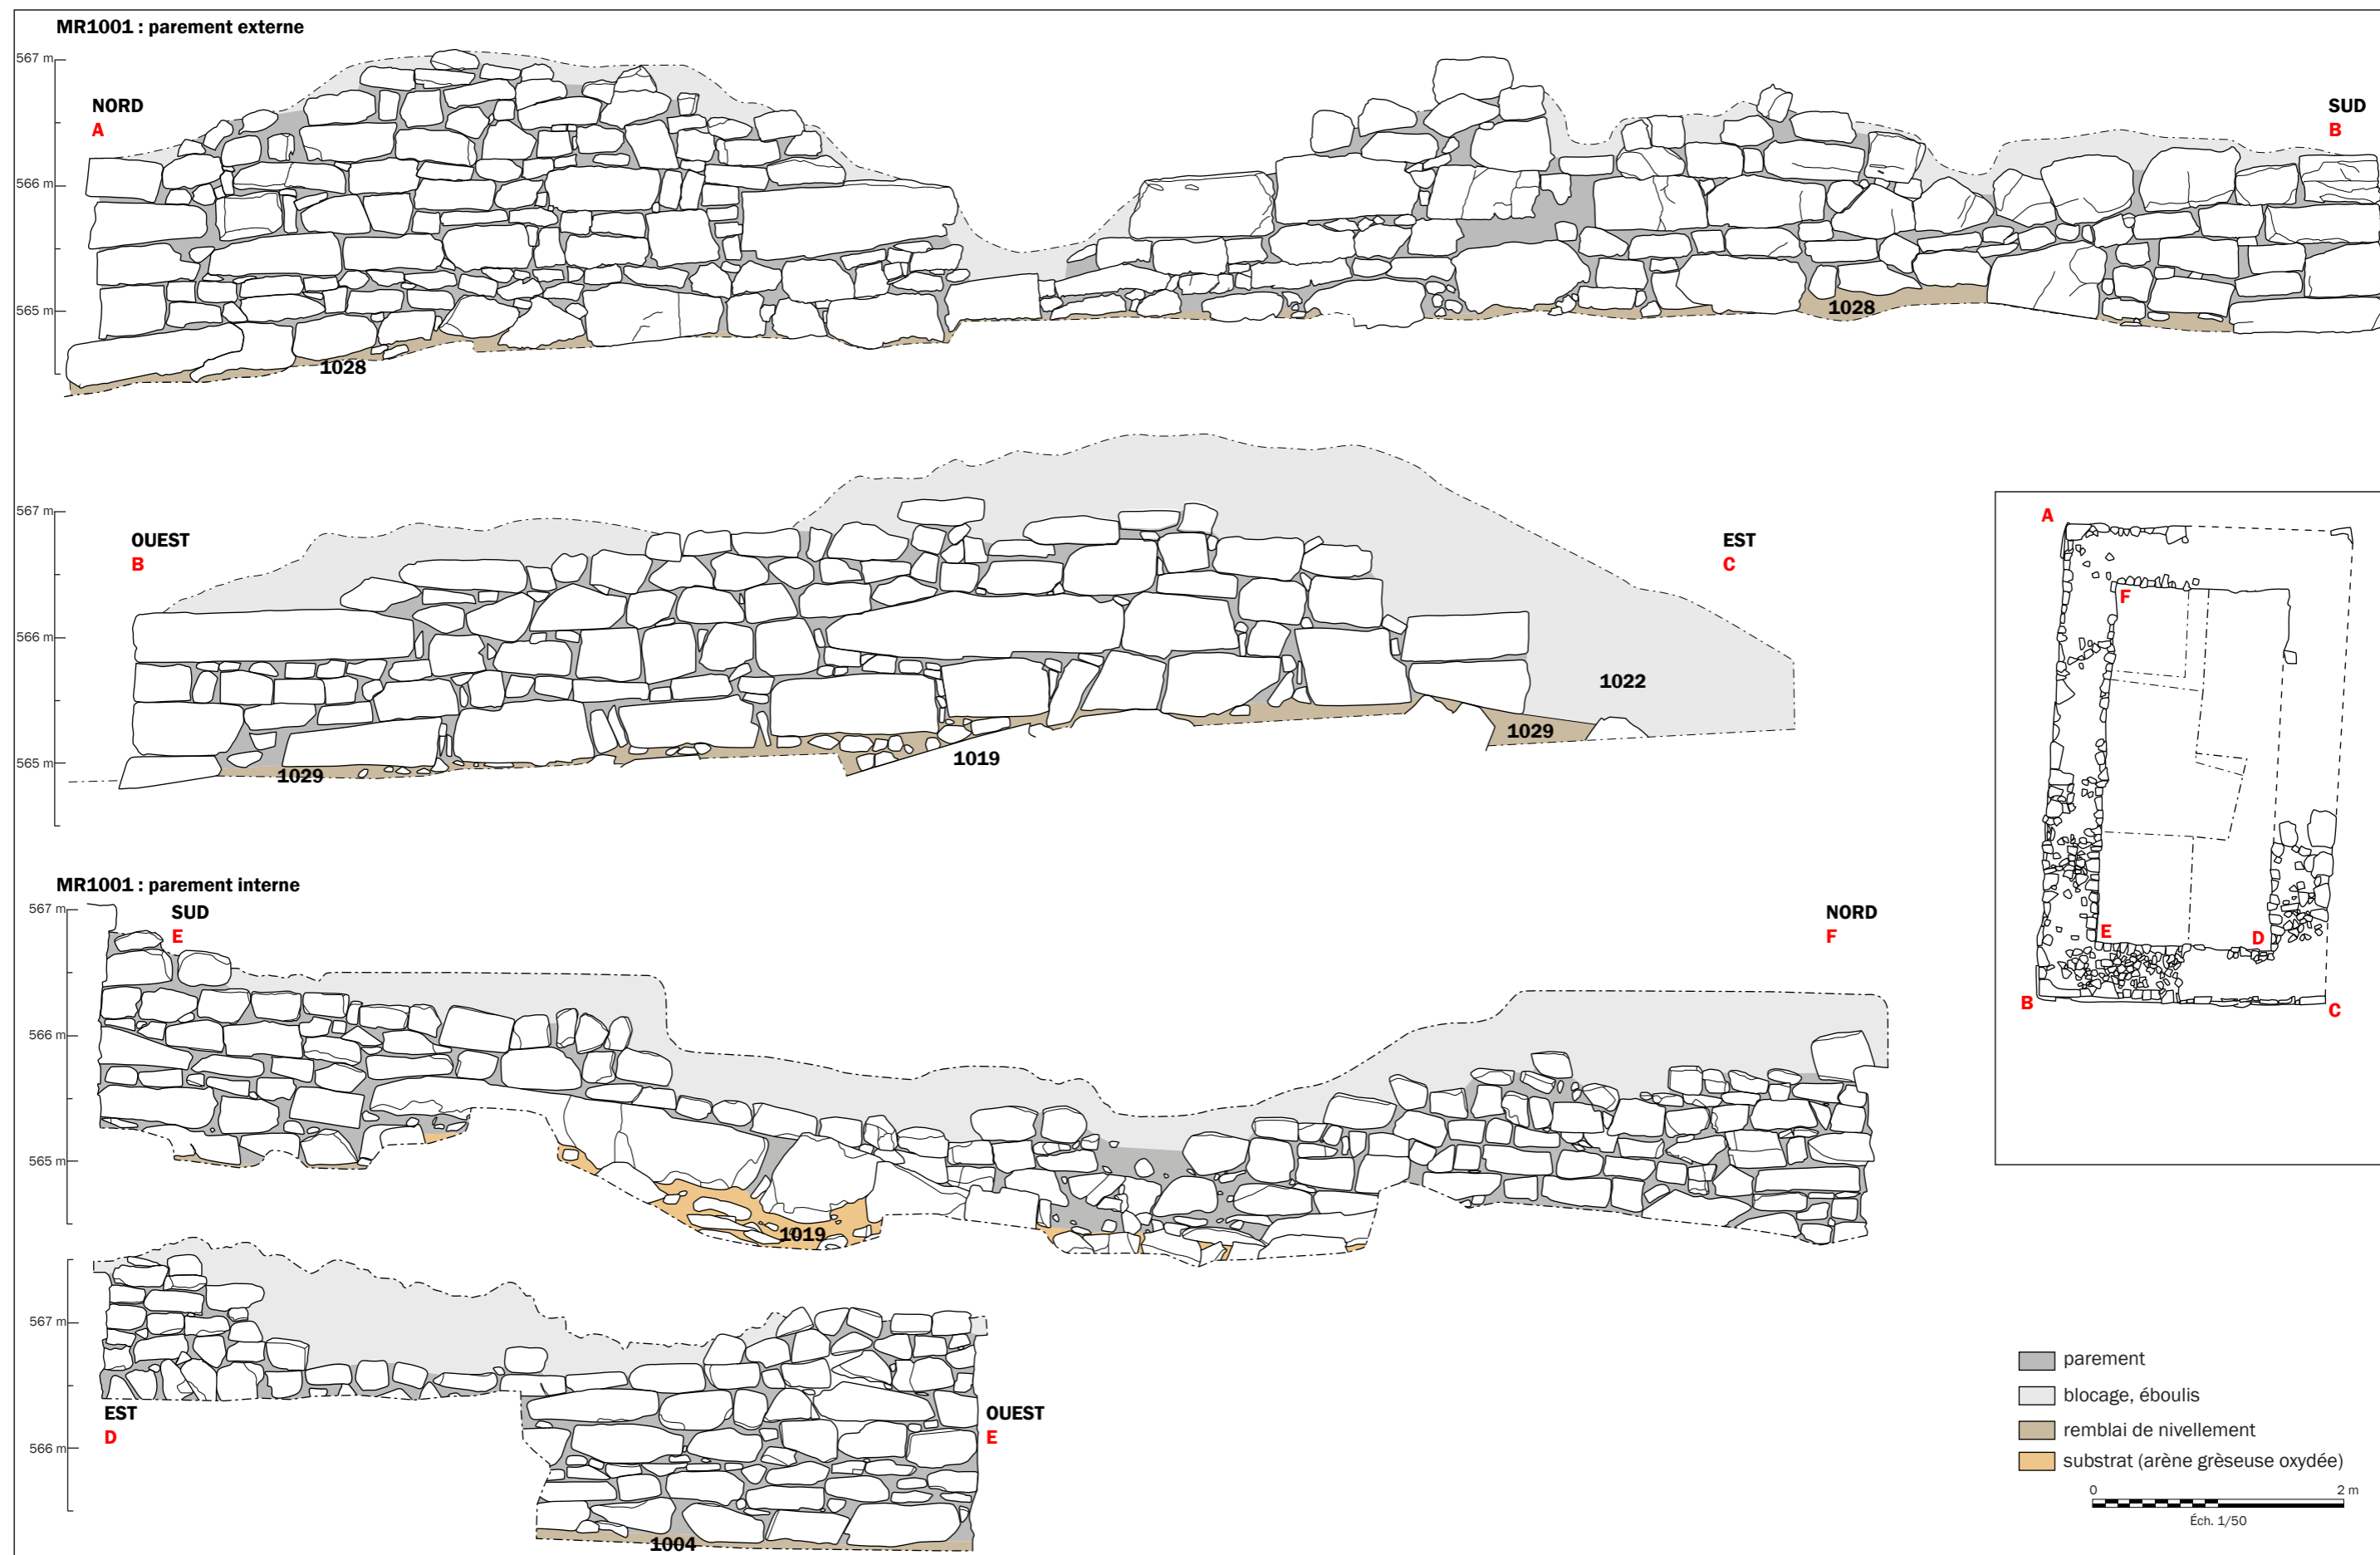 MR1001 : parement externe
567 m
NORD
A
SUD
B
566 m
565 m
1028
1028
567 m
OUEST
B
EST
C
566 m
1022
1029
565 m
1029
1019
A
F
E
D
B
C
MR1001 : parement interne
567 m
SUD
E
NORD
F
566 m
565 m
1019
567 m
EST
D
OUEST
E
566 m
1004
parement
blocage, éboulis
remblai de nivellement
substrat (arène grèseuse oxydée)
0 2 m
Éch. 1/50